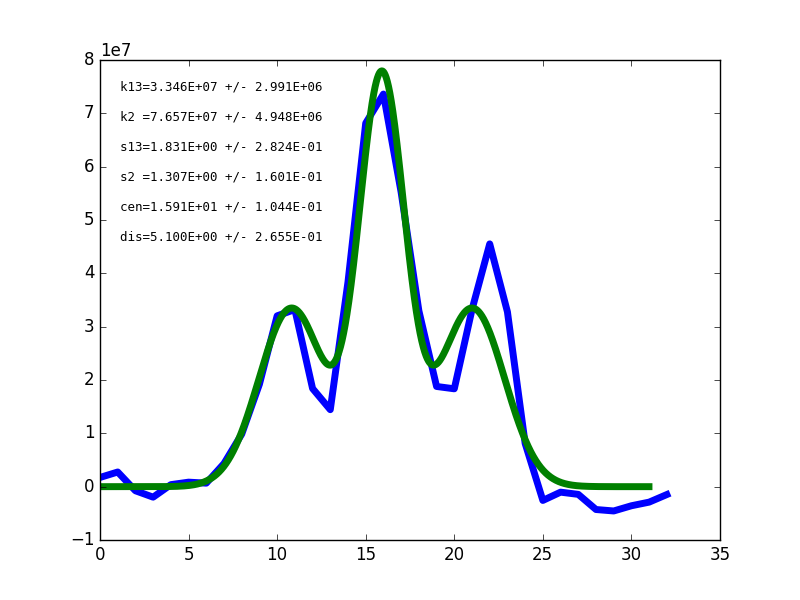 1e7
8
k13=3.346E+07 +/- 2.991E+06
7
k2 =7.657E+07 +/- 4.948E+06
s13=1.831E+00 +/- 2.824E-01
6
s2 =1.307E+00 +/- 1.601E-01
cen=1.591E+01 +/- 1.044E-01
5
dis=5.100E+00 +/- 2.655E-01
4
3
2
1
0
−1
0 5 10 15 20 25 30 35